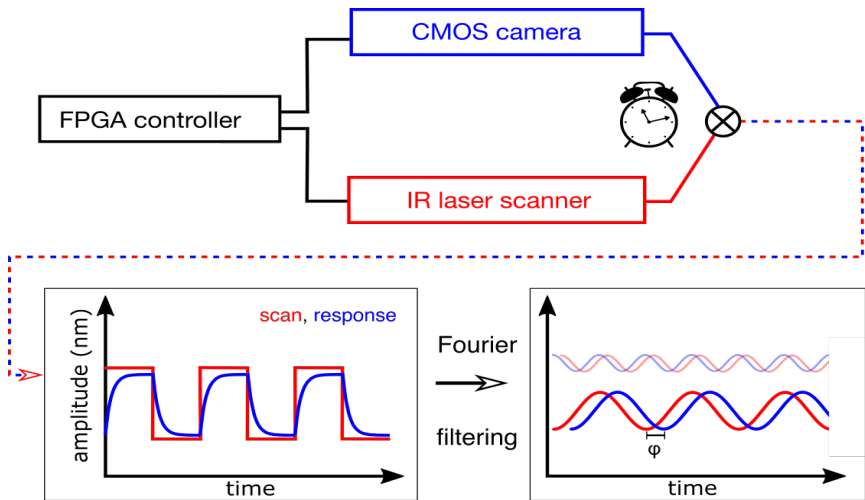 CMOS camera
FPGA controller
IR laser scanner
amplitude (nm)
scan, response
time
Fourier
filtering
φ
time